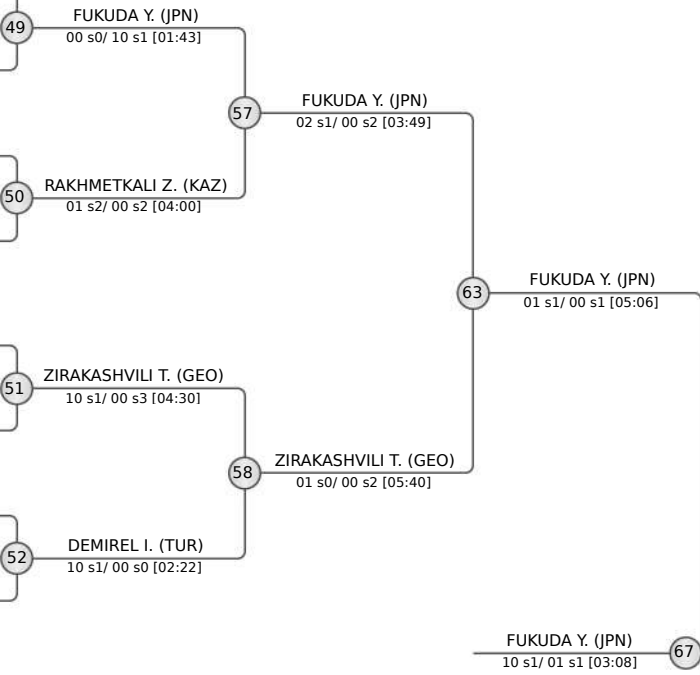 49
FUKUDA Y. (JPN)
00 s0/ 10 s1 [01:43]
57
FUKUDA Y. (JPN)
02 s1/ 00 s2 [03:49]
50
RAKHMETKALI Z. (KAZ)
01 s2/ 00 s2 [04:00]
63
FUKUDA Y. (JPN)
01 s1/ 00 s1 [05:06]
51
ZIRAKASHVILI T. (GEO)
10 s1/ 00 s3 [04:30]
58
ZIRAKASHVILI T. (GEO)
01 s0/ 00 s2 [05:40]
52
DEMIREL I. (TUR)
10 s1/ 00 s0 [02:22]
FUKUDA Y. (JPN)
10 s1/ 01 s1 [03:08]
67